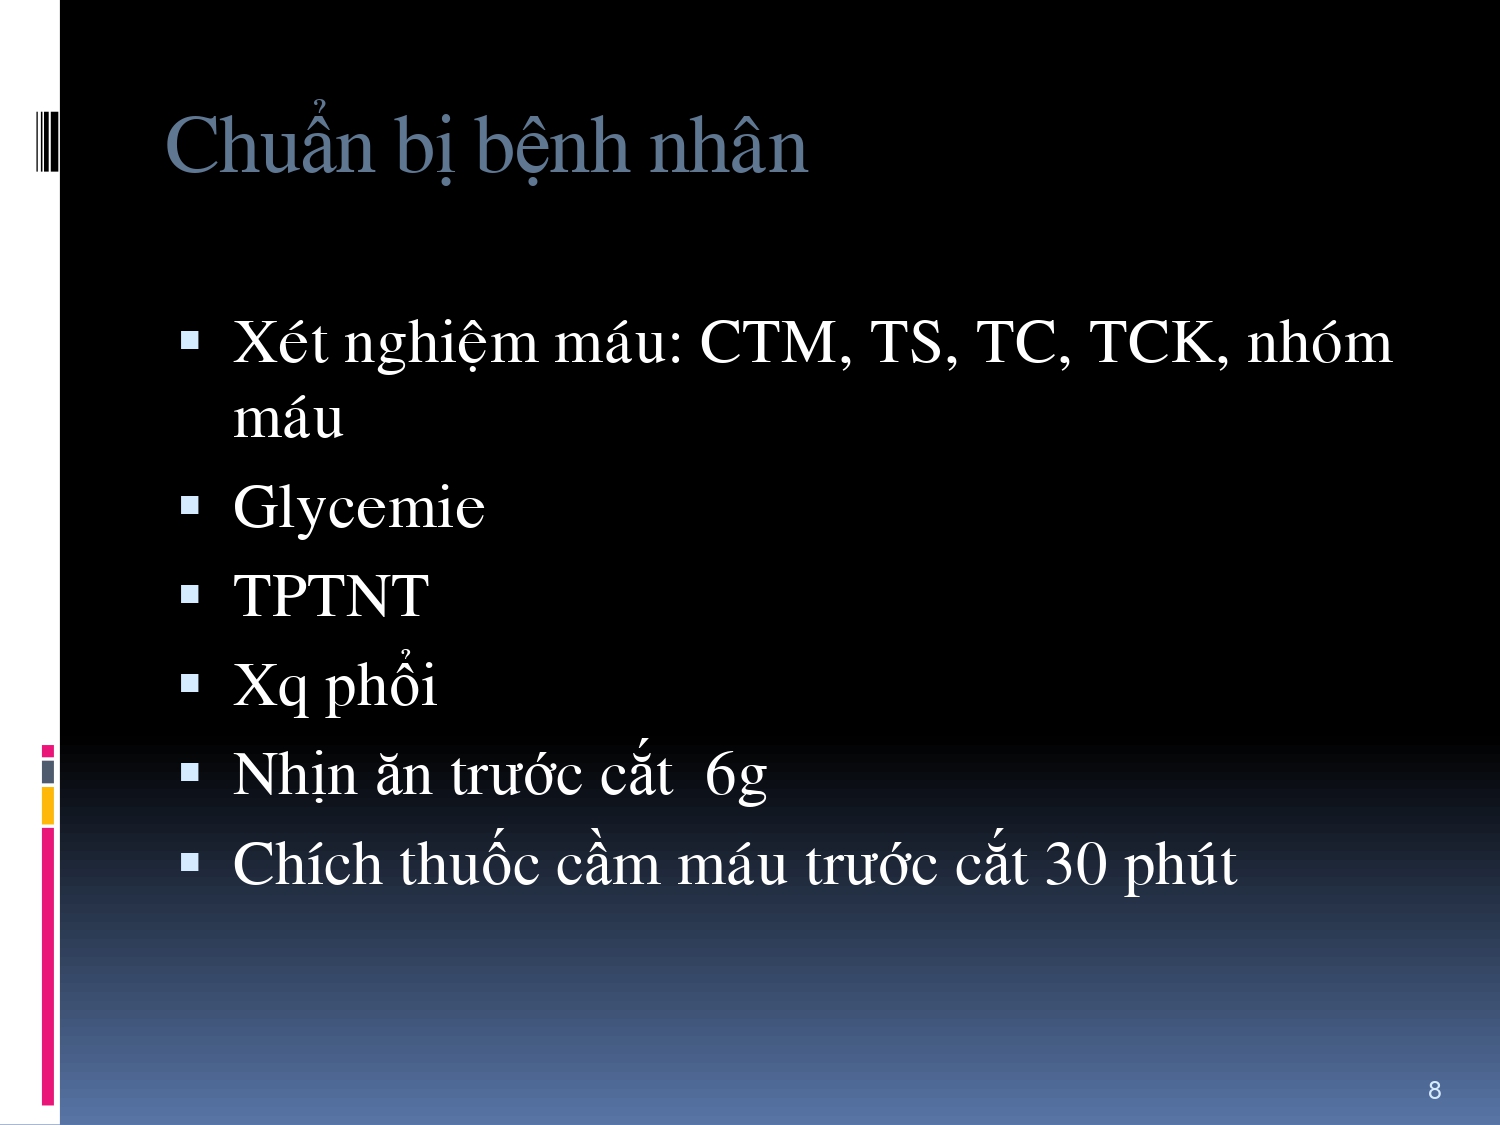 Chuẩn bị bệnh nhân
▪ Xét nghiệm máu: CTM, TS, TC, TCK, nhóm
máu
▪ Glycemie
▪ TPTNT
▪ Xq phổi
▪ Nhịn ăn trước cắt  6g
▪ Chích thuốc cầm máu trước cắt 30 phút
8